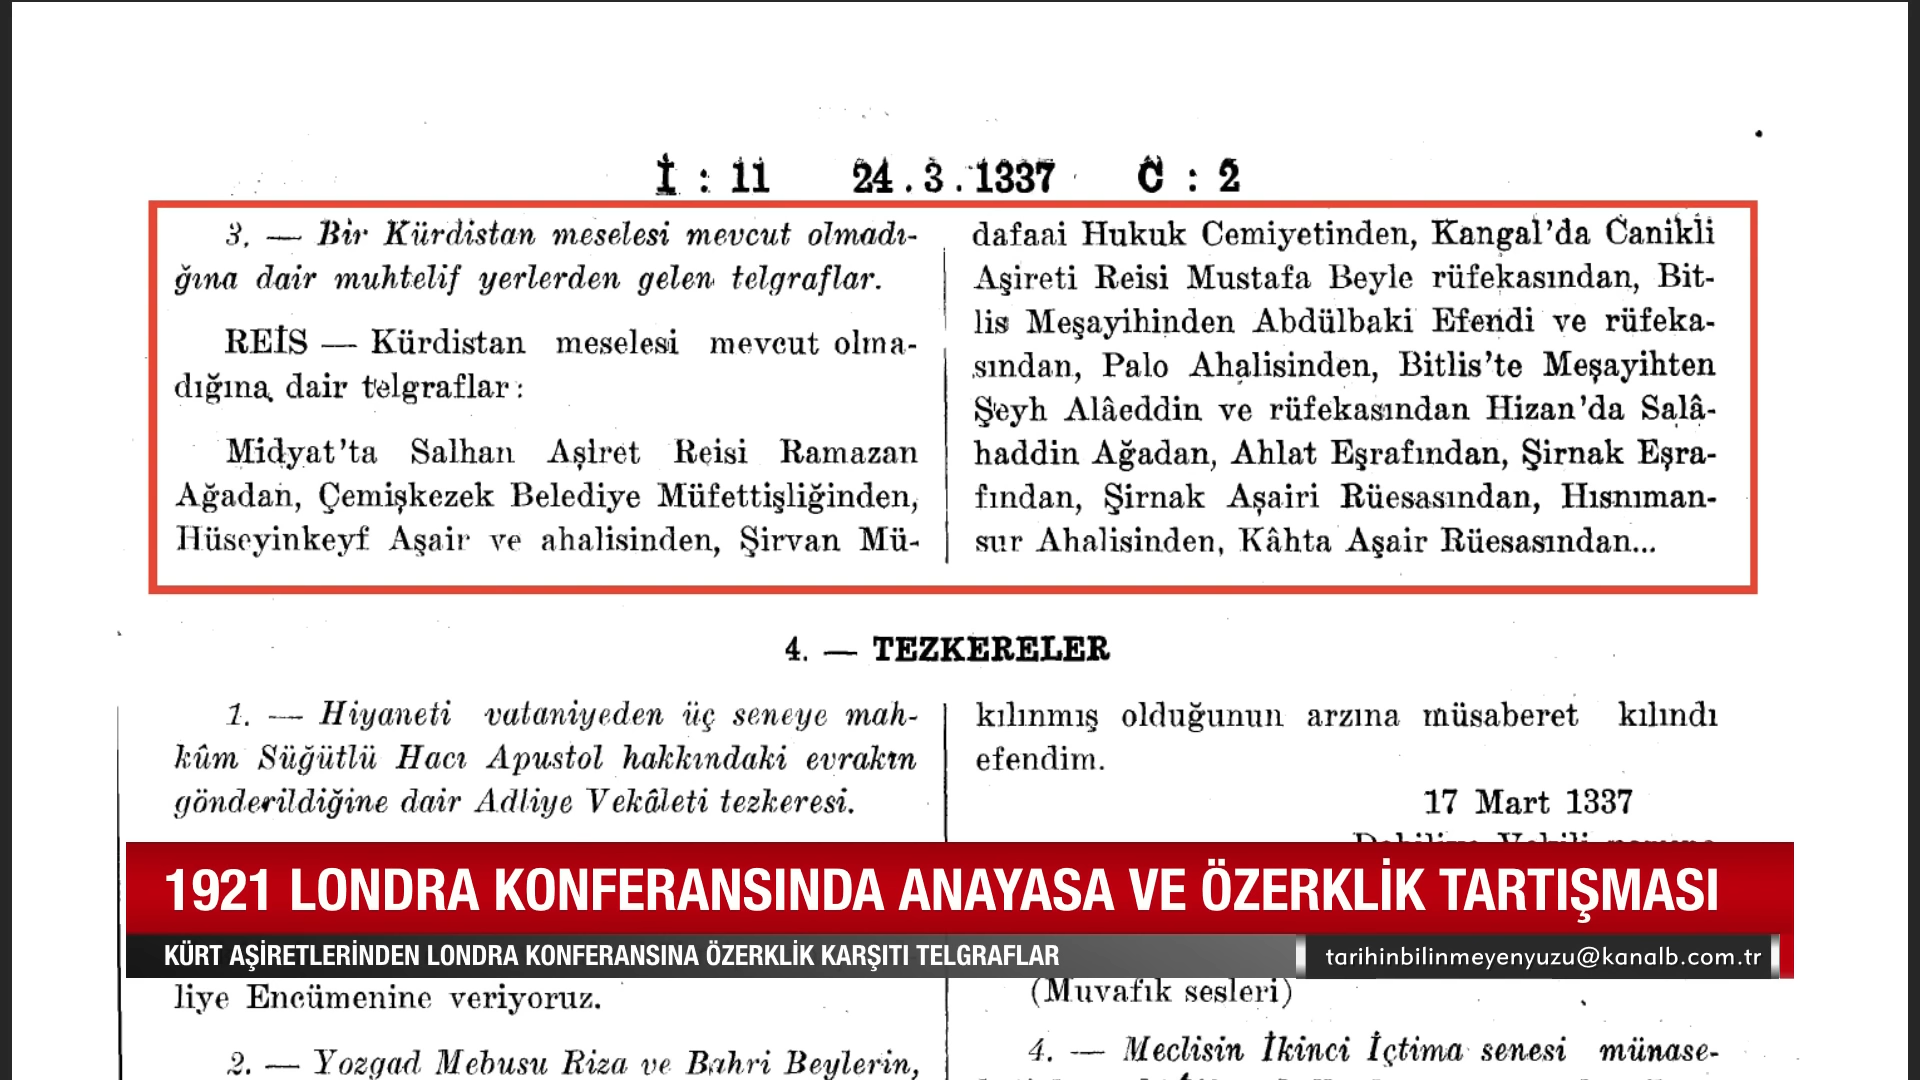 İ : 11 24 . 3 . 1337 C : 2
3. — Bir Kürdistan meselesi mevcut olmadı-
ğına dair muhtelif yerlerden gelen telgraflar.
REİS — Kürdistan meselesi mevcut olma-
dığına dair telgraflar :
Midyat'ta Salhan Aşiret Reisi Ramazan
Ağadan, Çemişkezek Belediye Müfettişliğinden,
Hüseyinkeyf Aşair ve ahalisinden, Şirvan Mü-
dafaai Hukuk Cemiyetinden, Kangal'da Canikli
Aşireti Reisi Mustafa Beyle rüfekasından, Bit-
lis Meşayihinden Abdülbaki Efendi ve rüfeka-
sından, Palo Ahalisinden, Bitlis'te Meşayihten
Şeyh Alâeddin ve rüfekasından Hizan'da Salâ-
haddin Ağadan, Ahlat Eşrafından, Şirnak Eşra-
fından, Şirnak Aşairi Rüesasından, Hısnıman-
sur Ahalisinden, Kâhta Aşair Rüesasından...
4. — TEZKERELER
1. — Hiyaneti vataniyeden üç seneye mah-
kûm Süğütlü Hacı Apustol hakkındaki evrakın
gönderildiğine dair Adliye Vekâleti tezkeresi.
kılınmış olduğunun arzına müsaberet kılındı
efendim.
17 Mart 1337
1921 LONDRA KONFERANSINDA ANAYASA VE ÖZERKLİK TARTIŞMASI
KÜRT AŞİRETLERİNDEN LONDRA KONFERANSINA ÖZERKLİK KARŞITI TELGRAFLAR
tarihinbilinmeyenyuzu@kanalb.com.tr
liye Encümenine veriyoruz.
2. — Yozgad Mebusu Riza ve Bahri Beylerin,
(Muvafık sesleri)
4. — Meclisin İkinci İçtima senesi münase-